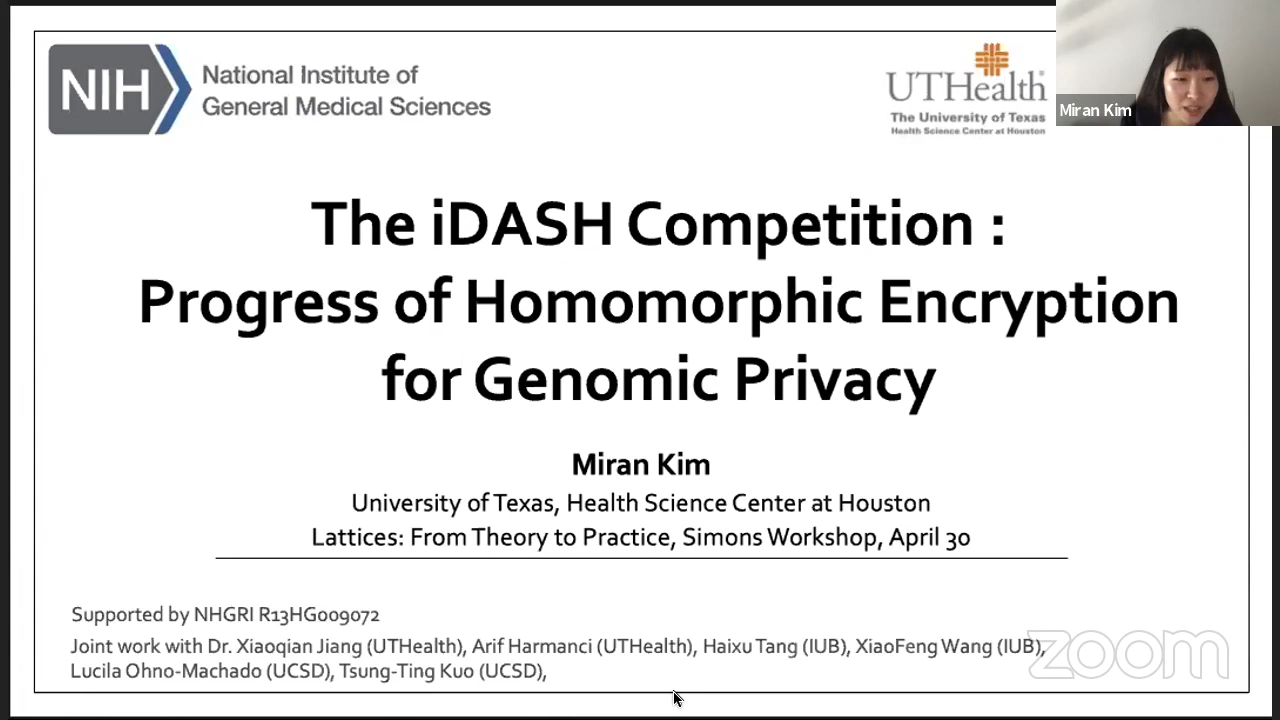 NIH
National Institute of
General Medical Sciences
UTHealth
The University of Texas
Health Science Center at Houston
Miran Kim
The iDASH Competition :
Progress of Homomorphic Encryption
for Genomic Privacy
Miran Kim
University of Texas, Health Science Center at Houston
Lattices: From Theory to Practice, Simons Workshop, April 30
Supported by NHGRI R13HG009072
Joint work with Dr. Xiaoqian Jiang (UTHealth), Arif Harmanci (UTHealth), Haixu Tang (IUB), XiaoFeng Wang (IUB),
Lucila Ohno-Machado (UCSD), Tsung-Ting Kuo (UCSD),
zoom